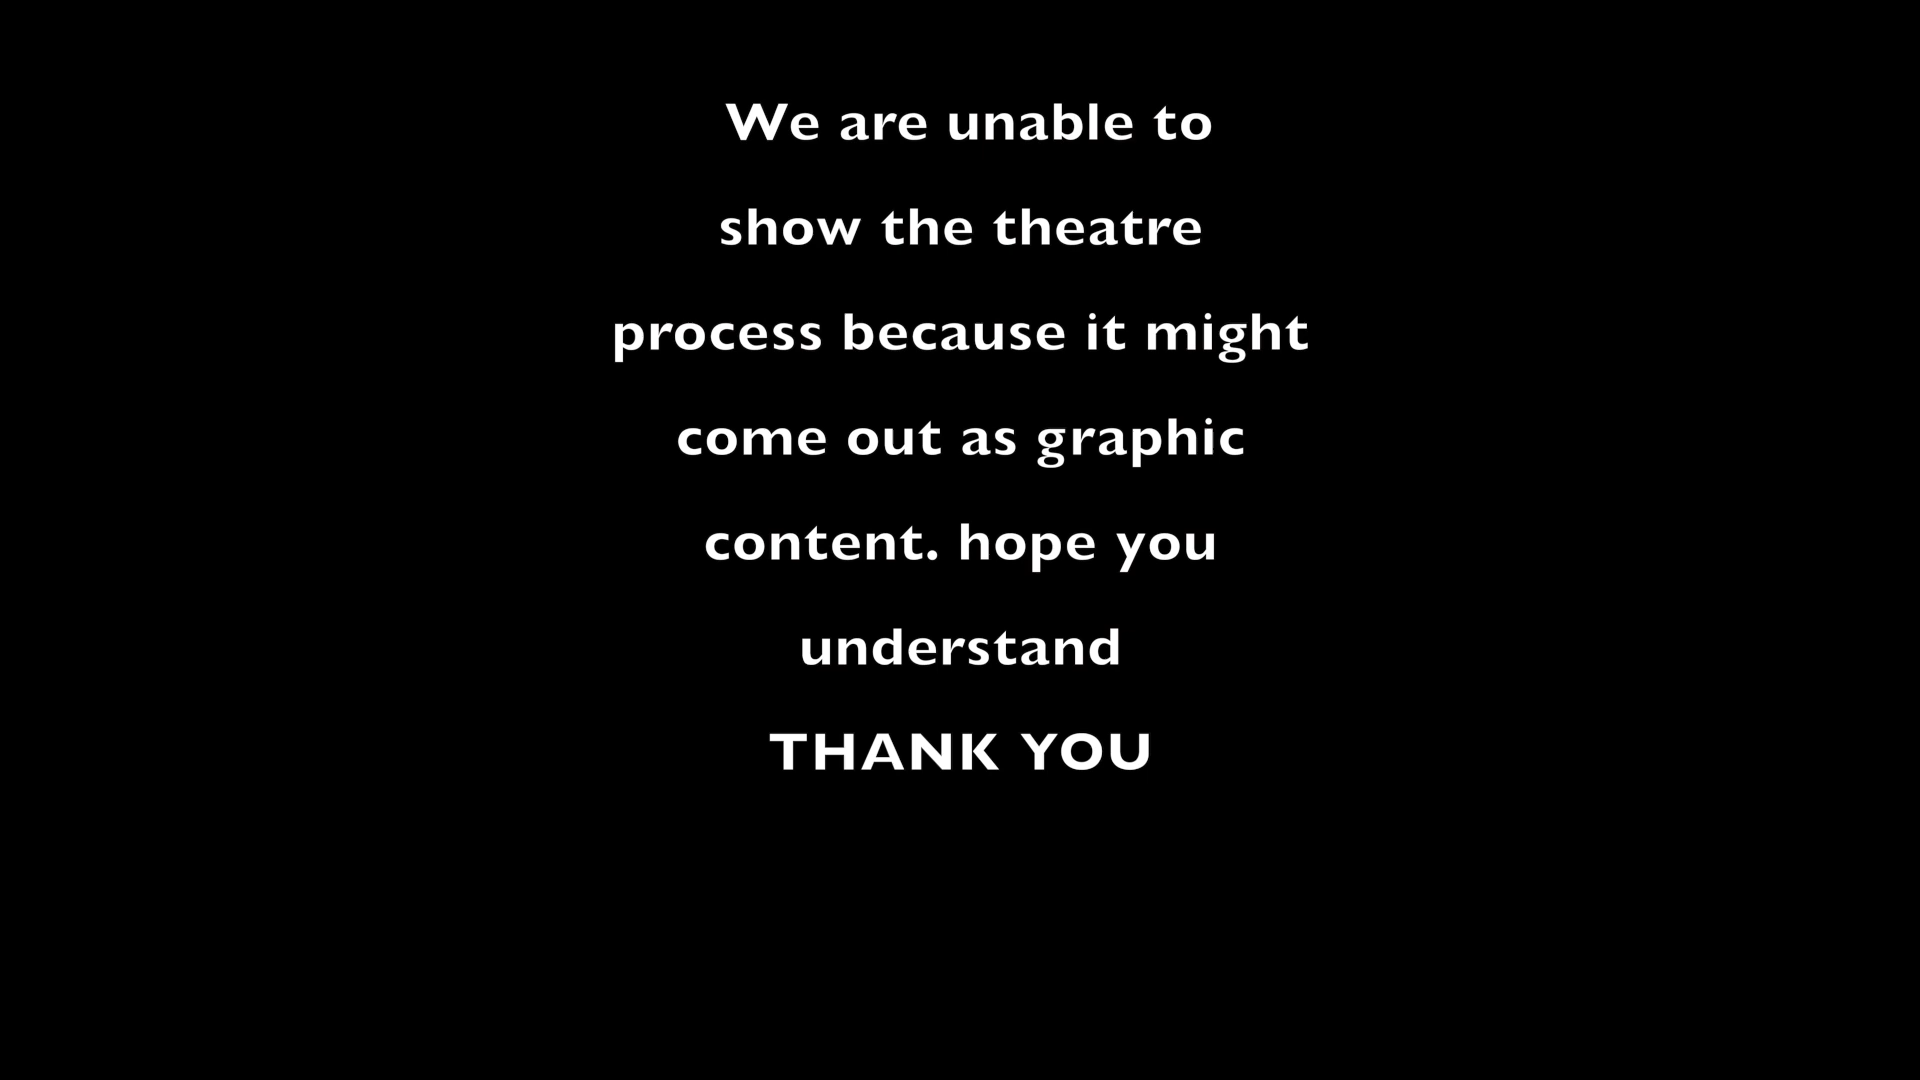 We are unable to
show the theatre
process because it might
come out as graphic
content. hope you
understand
THANK YOU